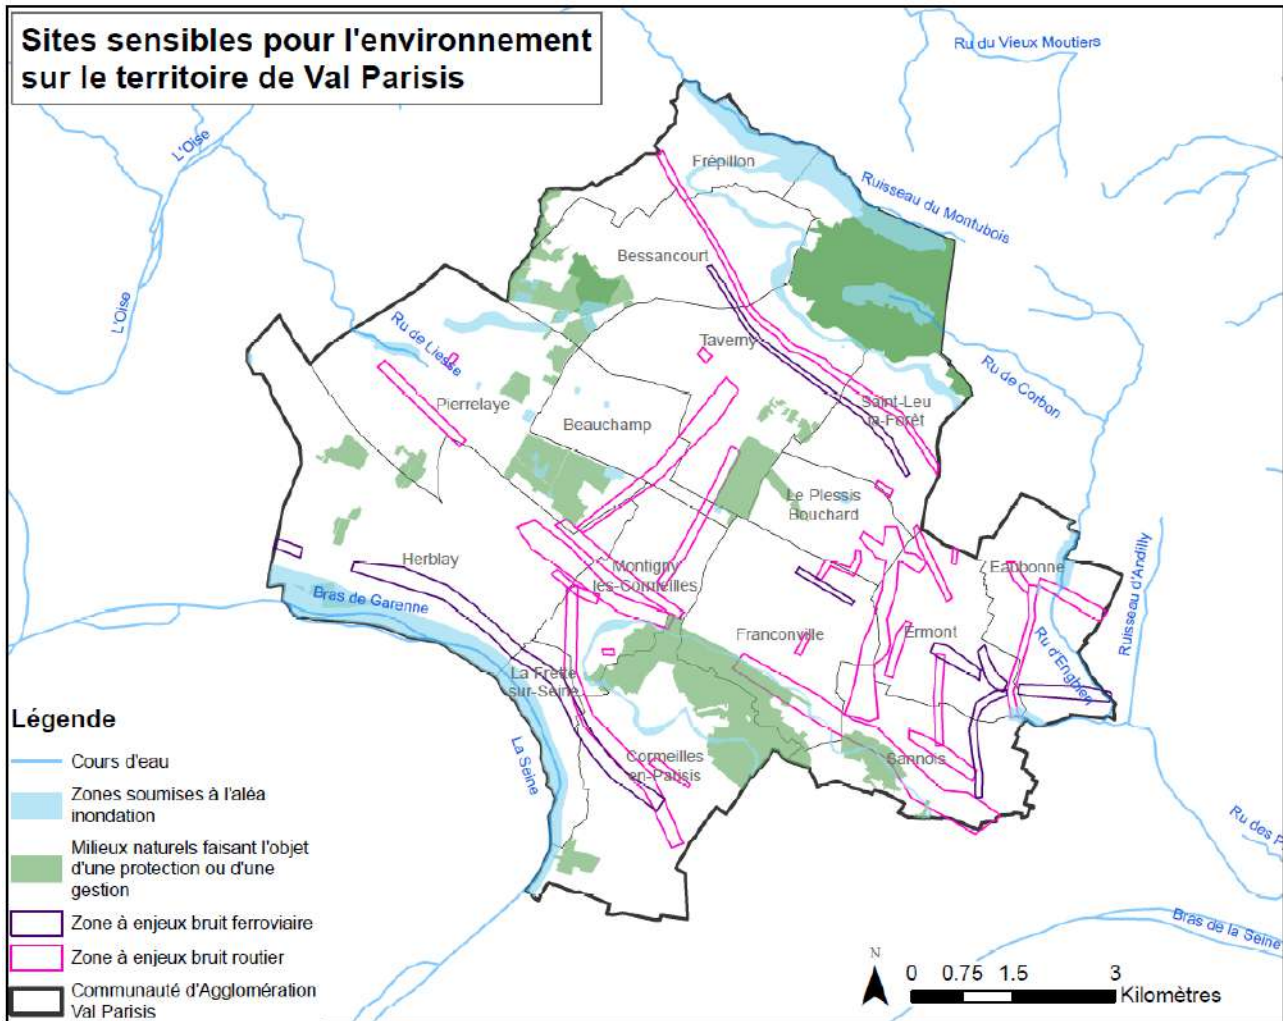 Sites sensibles pour l'environnement
sur le territoire de Val Parisis
Ru du Vieux Moutiers
L'Oise
Frépillon
Ruisseau du Montubois
Bessancourt
L'Oise
Ru de Liesse
Taverny
Ru de Corbon
Pierrelaye
Saint-Leu
la-Forêt
Beauchamp
Le Plessis
Bouchard
Herblay
Montigny
les-Cormeilles
Eaubonne
Ruisseau d'Andilly
Bras de Garenne
Franconville
Ermont
Ru d'Enghien
La Frette
sur-Seine
La Seine
Cormeilles
en-Parisis
Sannois
Ru des
Bras de la Seine
Légende
Cours d'eau
Zones soumises à l'aléa
inondation
Milieux naturels faisant l'objet
d'une protection ou d'une
gestion
Zone à enjeux bruit ferroviaire
Zone à enjeux bruit routier
Communauté d'Agglomération
Val Parisis
N
0 0.75 1.5 3
Kilomètres